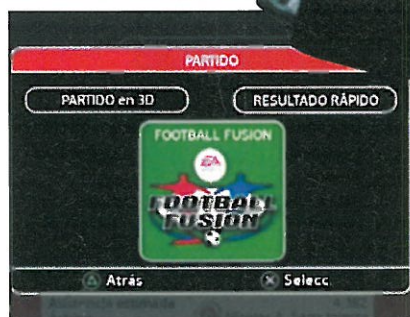 PARTIDO
PARTIDO en 3D
RESULTADO RÁPIDO
FOOTBALL FUSION
EA
FOOTBALL
FUSION
Atrás
Selecc.